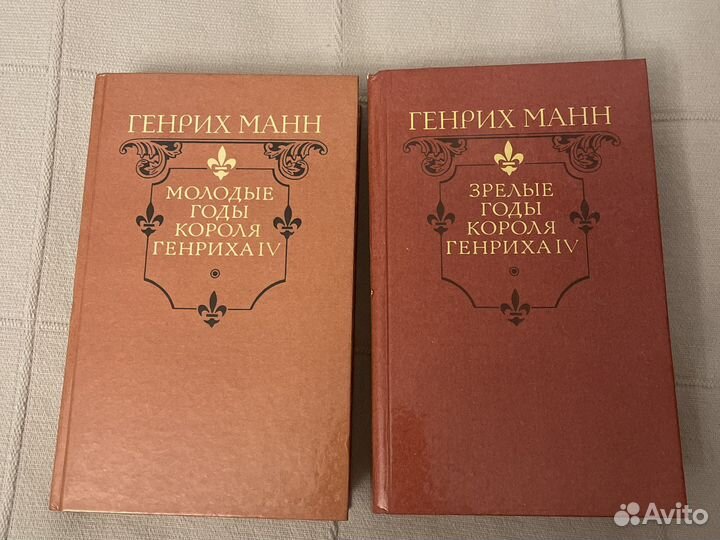 ГЕНРИХ МАНН
МОЛОДЫЕ
ГОДЫ
КОРОЛЯ
ГЕНРИХА IV
ГЕНРИХ МАНН
ЗРЕЛЫЕ
ГОДЫ
КОРОЛЯ
ГЕНРИХА IV
Avito